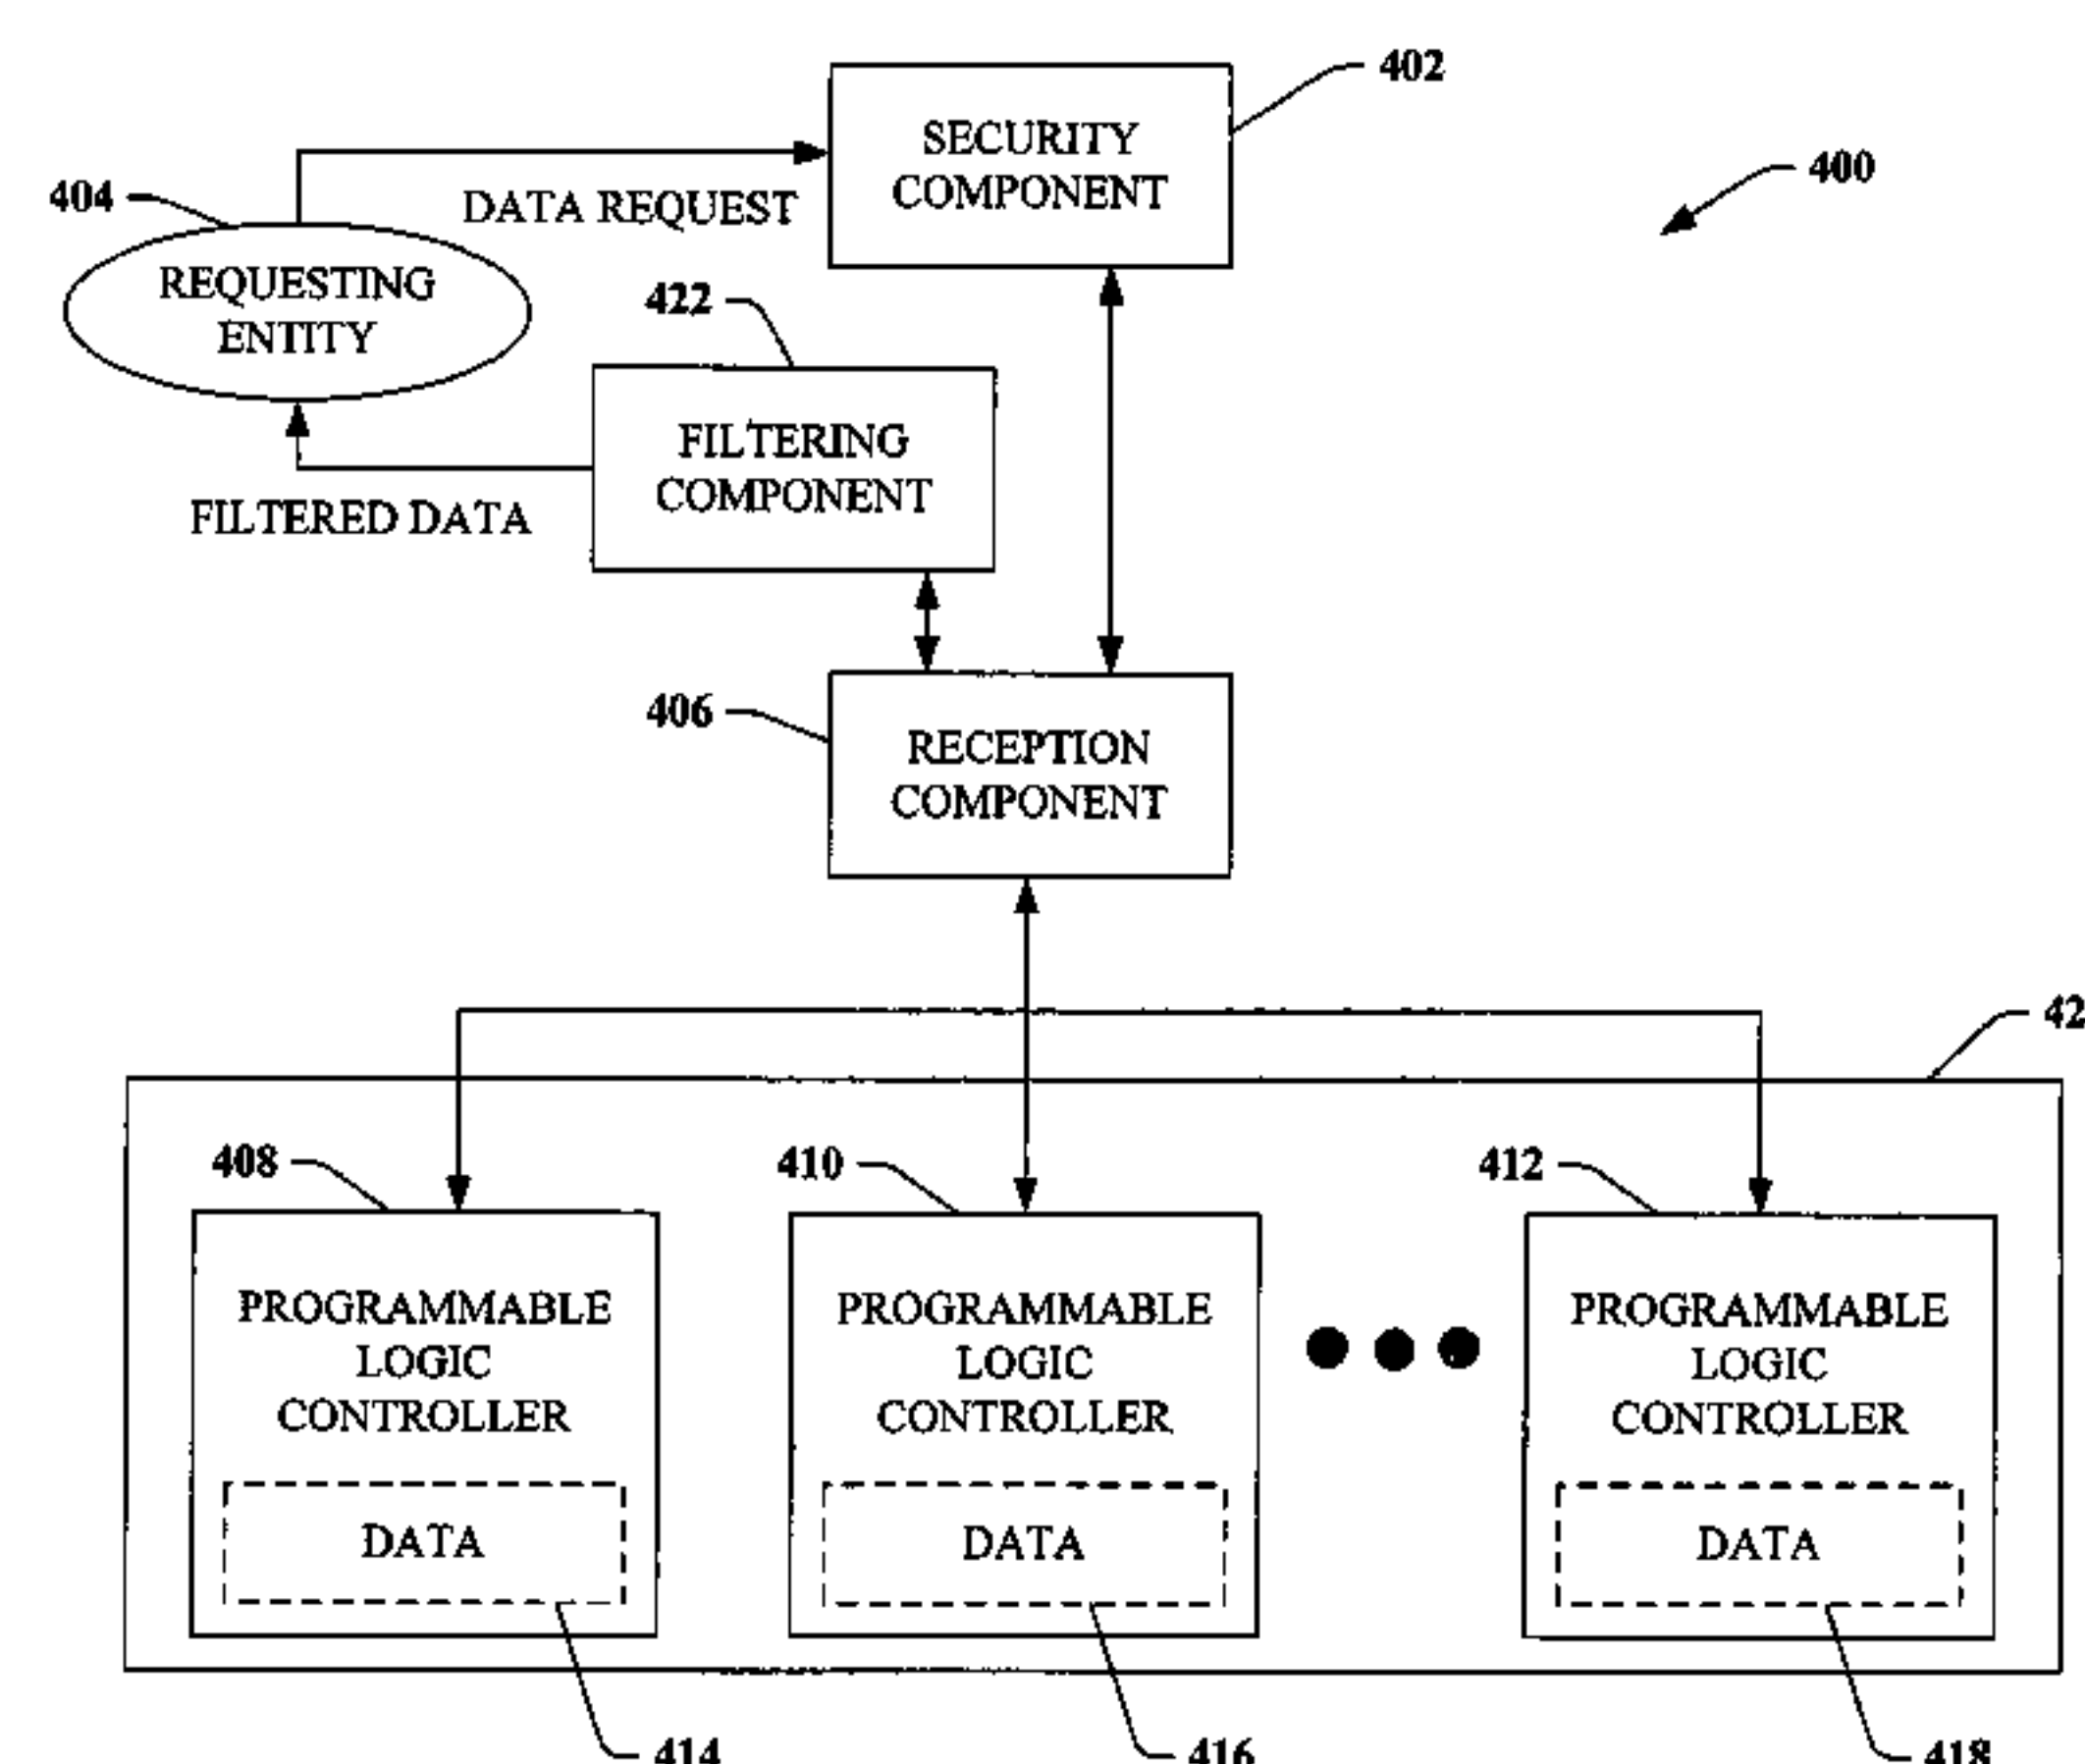 402
SECURITY
COMPONENT
400
404
DATA REQUEST
REQUESTING
ENTITY
422
FILTERING
COMPONENT
FILTERED DATA
406
RECEPTION
COMPONENT
42
408
410
412
PROGRAMMABLE
LOGIC
CONTROLLER
DATA
PROGRAMMABLE
LOGIC
CONTROLLER
DATA
PROGRAMMABLE
LOGIC
CONTROLLER
DATA
414
416
418